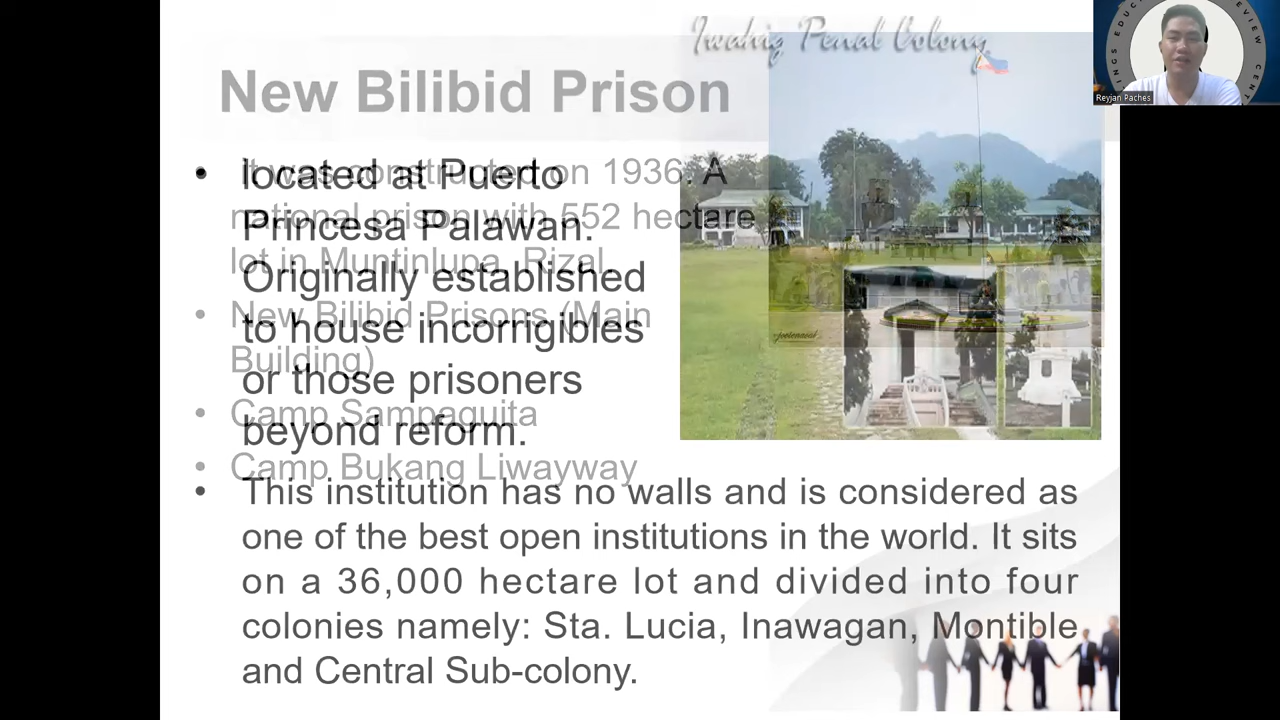 Iwahig Penal Colony
New Bilibid Prison
• It was constructed on 1936. A
national prison with 552 hectare
lot in Muntinlupa, Rizal.
• New Bilibid Prisons (Main
Building)
• Camp Sampaguita
• Camp Bukang Liwayway
• located at Puerto
Princesa Palawan.
Originally established
to house incorrigibles
or those prisoners
beyond reform.
• This institution has no walls and is considered as
one of the best open institutions in the world. It sits
on a 36,000 hectare lot and divided into four
colonies namely: Sta. Lucia, Inawagan, Montible
and Central Sub-colony.
Reyjan Paches